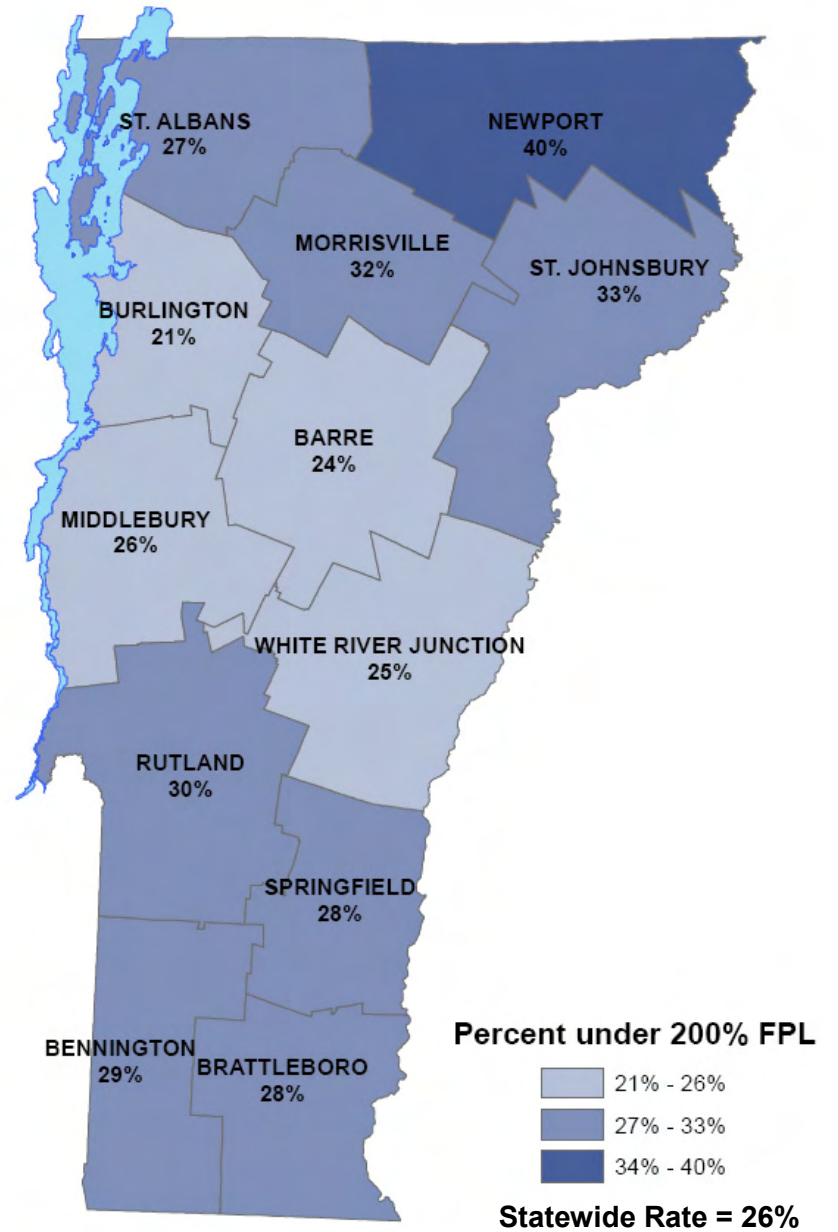 ST. ALBANS
27%
NEWPORT
40%
MORRISVILLE
32%
ST. JOHNSBURY
33%
BURLINGTON
21%
BARRE
24%
MIDDLEBURY
26%
WHITE RIVER JUNCTION
25%
RUTLAND
30%
SPRINGFIELD
28%
BENNINGTON
29%
BRATTLEBORO
28%
Percent under 200% FPL
21% - 26%
27% - 33%
34% - 40%
Statewide Rate = 26%